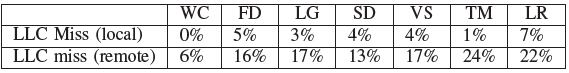 WC FD LG SD VS TM LR
LLC Miss (local) 0% 5% 3% 4% 4% 1% 7%
LLC miss (remote) 6% 16% 17% 13% 17% 24% 22%